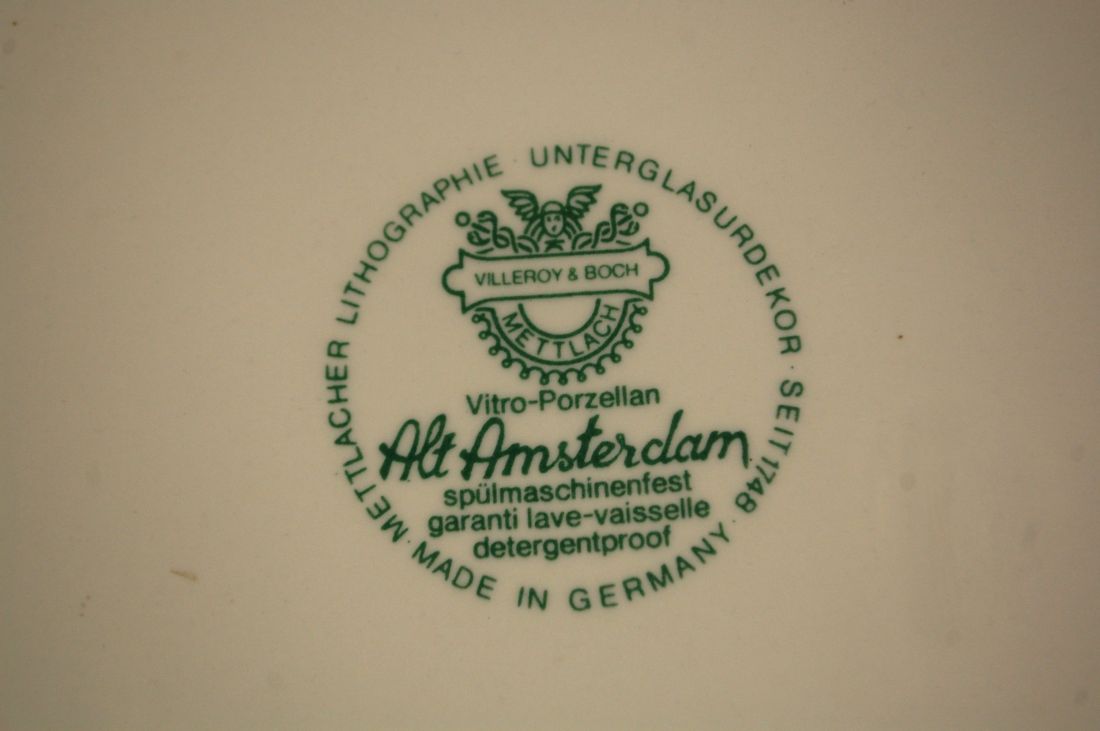 METTLACHER LITHOGRAPHIE · UNTERGLASURDEKOR · SEIT 1748 · MADE IN GERMANY ·
VILLEROY & BOCH
METTLACH
Vitro-Porzellan
Alt Amsterdam
spülmaschinenfest
garanti lave-vaisselle
detergentproof